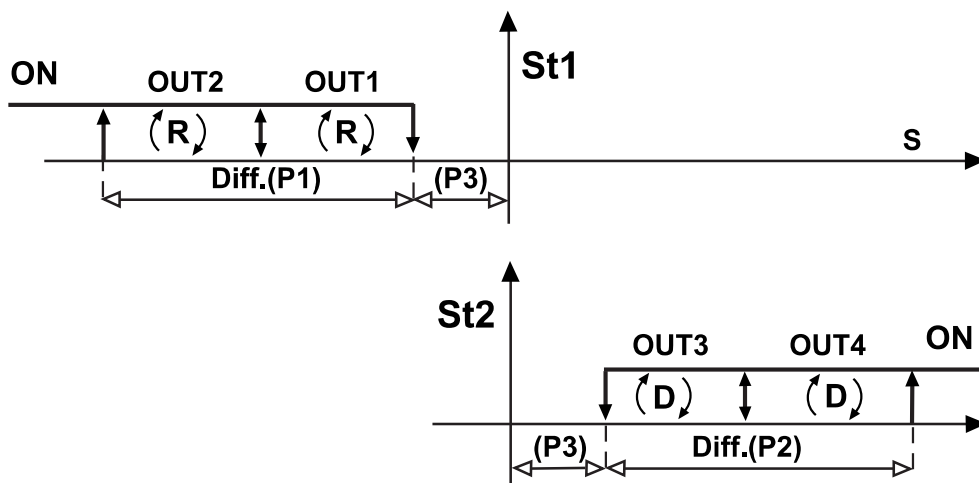 ON
OUT2
OUT1
St1
R
R
S
Diff.(P1)
(P3)
St2
OUT3
OUT4
ON
D
D
(P3)
Diff.(P2)